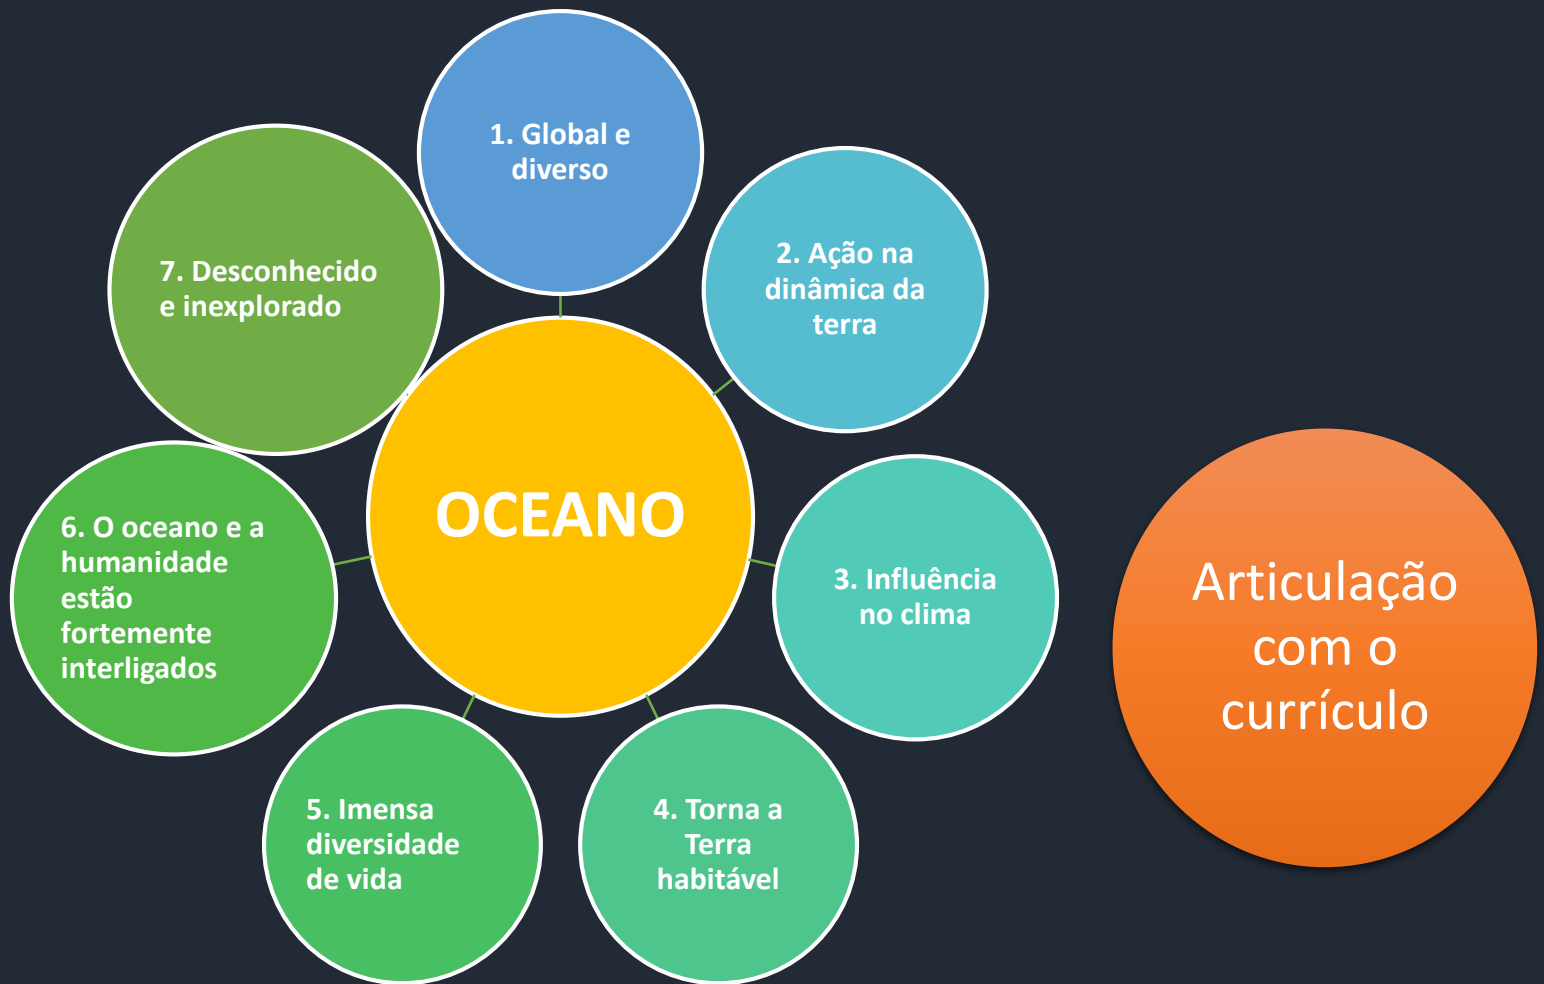 1. Global e
diverso
2. Ação na
dinâmica da
terra
3. Influência
no clima
4. Torna a
Terra
habitável
5. Imensa
diversidade
de vida
6. O oceano e a
humanidade
estão
fortemente
interligados
7. Desconhecido
e inexplorado
OCEANO
Articulação
com o
currículo